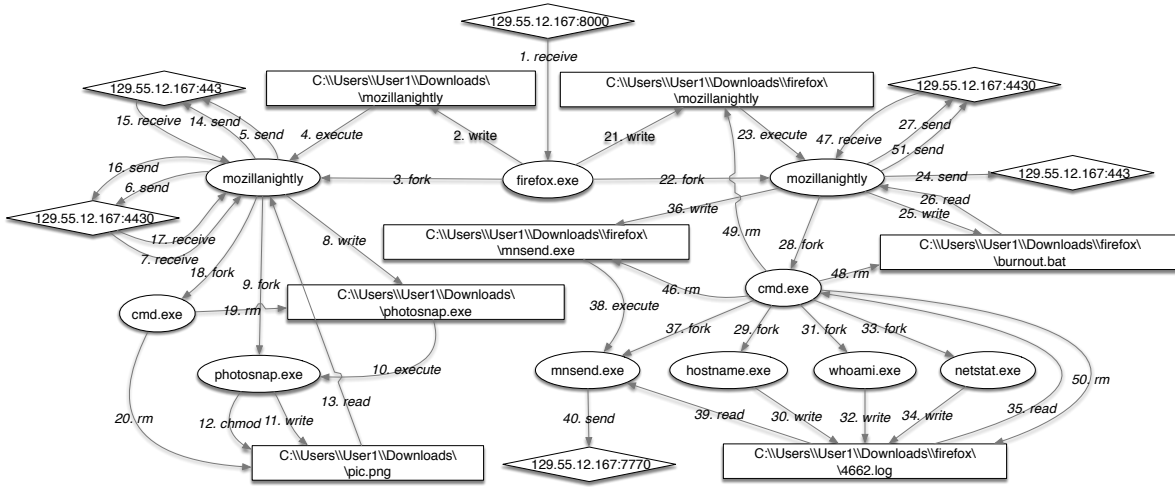 129.55.12.167:8000
1. receive
129.55.12.167:443
C:\\Users\\User1\\Downloads\
\mozillanightly
C:\\Users\\User1\\Downloads\\firefox\
\mozillanightly
129.55.12.167:4430
15. receive
14. send
5. send
4. execute
2. write
21. write
23. execute
47. receive
27. send
51. send
16. send
6. send
mozillanightly
3. fork
firefox.exe
22. fork
mozillanightly
24. send
129.55.12.167:443
129.55.12.167:4430
17. receive
7. receive
8. write
36. write
49. rm
26. read
25. write
C:\\Users\\User1\\Downloads\\firefox\
\mnsend.exe
28. fork
C:\\Users\\User1\\Downloads\\firefox\
\burnout.bat
18. fork
9. fork
48. rm
cmd.exe
19. rm
C:\\Users\\User1\\Downloads\
\photosnap.exe
46. rm
cmd.exe
38. execute
37. fork
29. fork
31. fork
33. fork
photosnap.exe
10. execute
mnsend.exe
hostname.exe
whoami.exe
netstat.exe
50. rm
20. rm
12. chmod
11. write
13. read
40. send
39. read
30. write
32. write
34. write
35. read
C:\\Users\\User1\\Downloads\
\pic.png
129.55.12.167:7770
C:\\Users\\User1\\Downloads\\firefox\
\4662.log